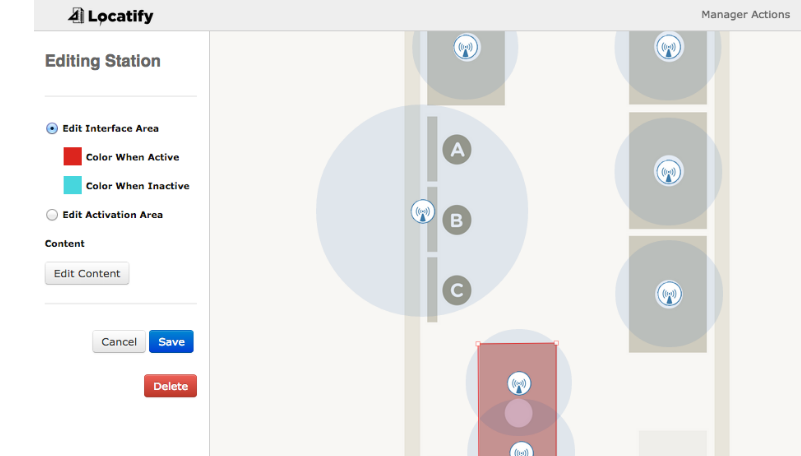 Locatify
Manager Actions
Editing Station
Edit Interface Area
Color When Active
Color When Inactive
Edit Activation Area
Content
Edit Content
Cancel
Save
Delete
A
B
C